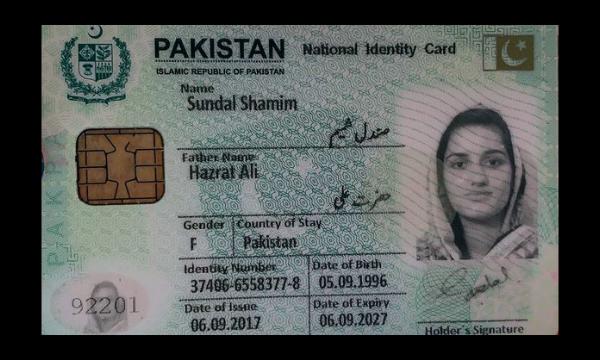 PAKISTAN National Identity Card
ISLAMIC REPUBLIC OF PAKISTAN
Name
Sundal Shamim
صندل شمیم
Father Name
Hazrat Ali
حضرت علی
Gender Country of Stay
F Pakistan
Identity Number Date of Birth
37406-6558377-8 05.09.1996
Date of Issue Date of Expiry
06.09.2017 06.09.2027
92201
Holder's Signature